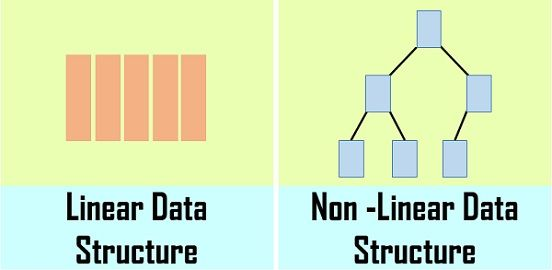 Linear Data
Structure
Non -Linear Data
Structure